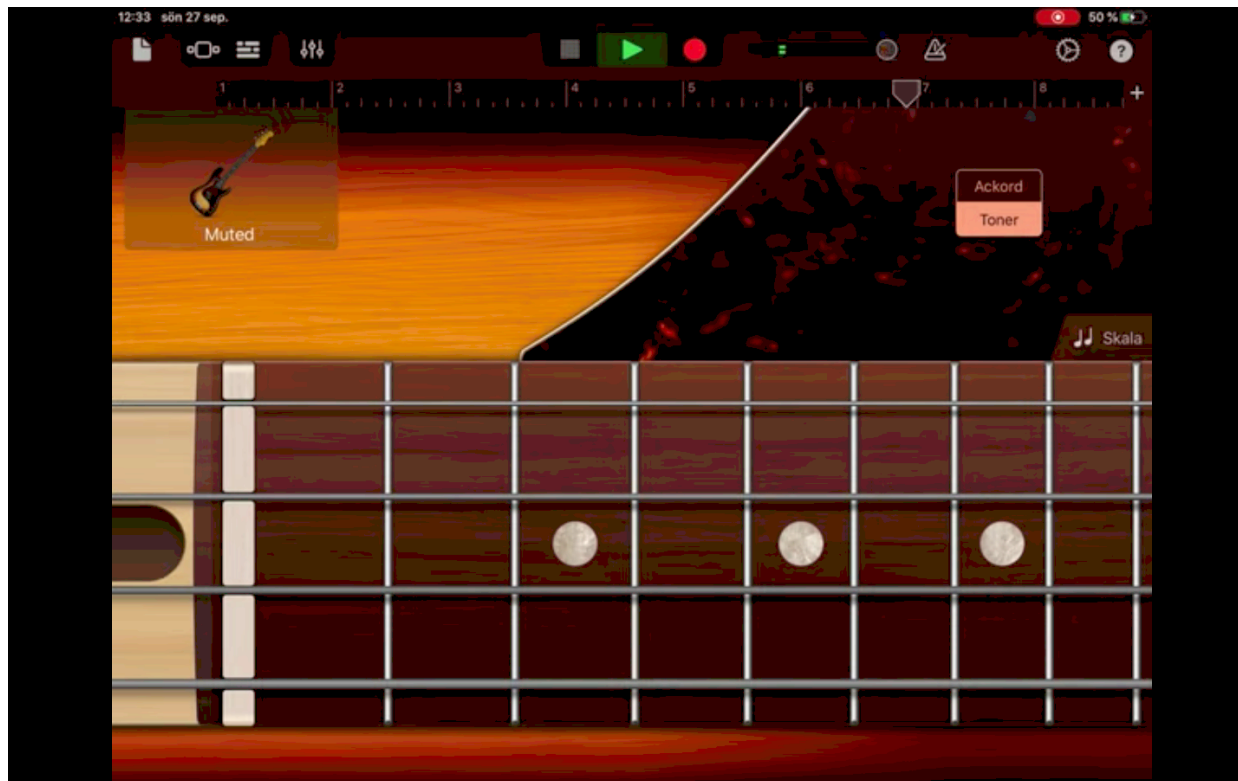 12:33 sön 27 sep.
50 %
?
1 2 3 4 5 6 7 8 +
Ackord
Muted
Toner
Skala